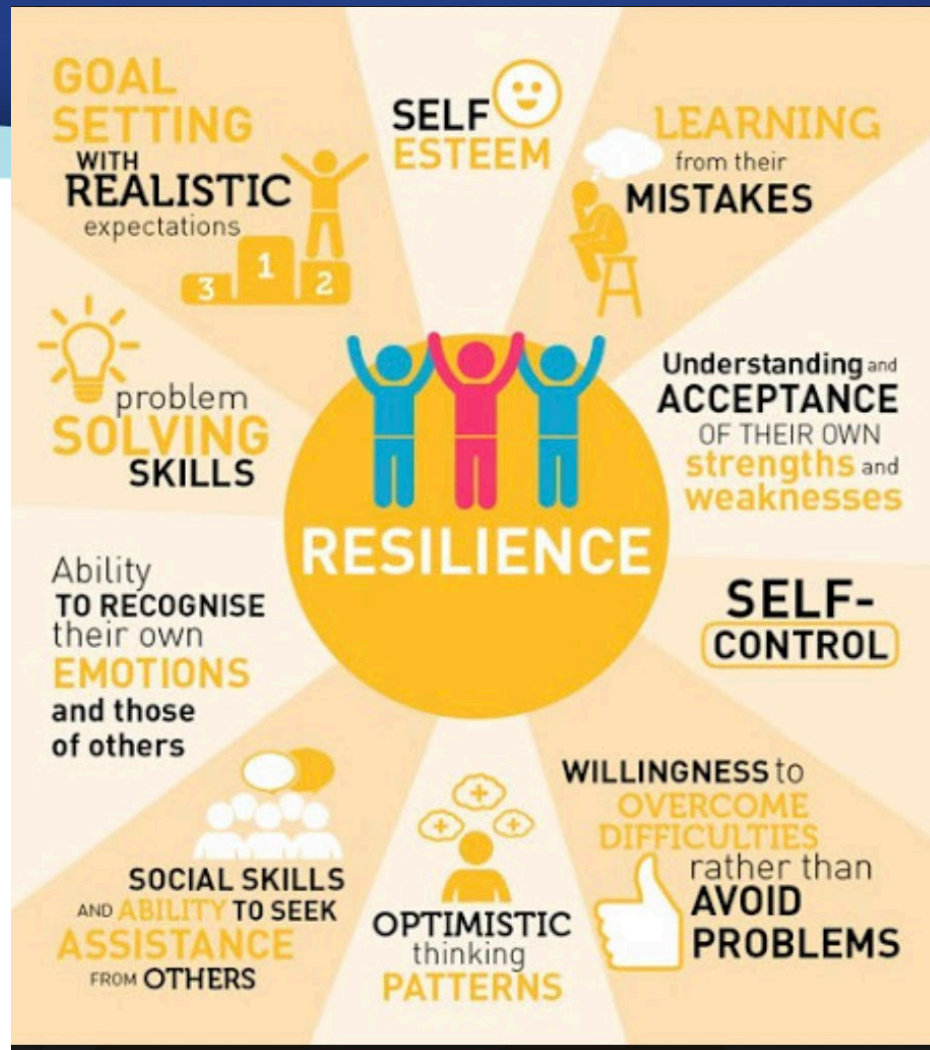 GOAL
SETTING
WITH
REALISTIC
expectations
1
2
3
SELF
ESTEEM
LEARNING
from their
MISTAKES
Understanding and
ACCEPTANCE
OF THEIR OWN
strengths and
weaknesses
SELF-
CONTROL
WILLINGNESS to
OVERCOME
DIFFICULTIES
rather than
AVOID
PROBLEMS
OPTIMISTIC
thinking
PATTERNS
SOCIAL SKILLS
AND ABILITY TO SEEK
ASSISTANCE
FROM OTHERS
Ability
TO RECOGNISE
their own
EMOTIONS
and those
of others
problem
SOLVING
SKILLS
RESILIENCE